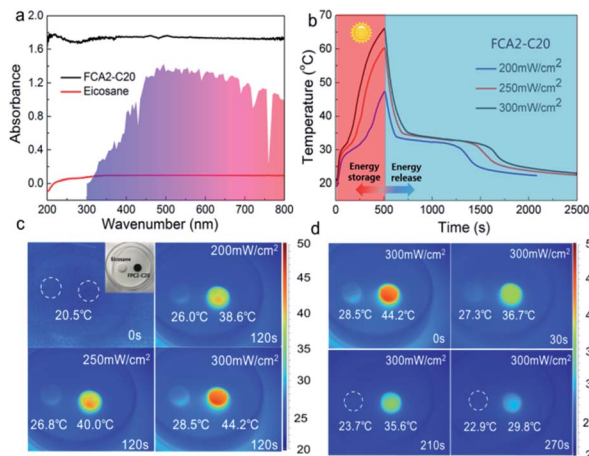 a
1.8
1.2
0.6
0.0
Absorbance
FCA2-C20
Eicosane
200 300 400 500 600 700 800
Wavenumber (nm)
b
70
60
50
40
30
20
Temperature (°C)
FCA2-C20
200mW/cm²
250mW/cm²
300mW/cm²
Energy storage
Energy release
0 500 1000 1500 2000 2500
Time (s)
c
Eicosane
FPC2-C20
20.5℃
0s
200mW/cm²
26.0℃ 38.6℃
120s
250mW/cm²
26.8℃ 40.0℃
120s
300mW/cm²
28.5℃ 44.2℃
120s
50
45
40
35
30
25
20
d
300mW/cm²
28.5℃ 44.2℃
0s
300mW/cm²
27.3℃ 36.7℃
30s
300mW/cm²
23.7℃ 35.6℃
210s
300mW/cm²
22.9℃ 29.8℃
270s